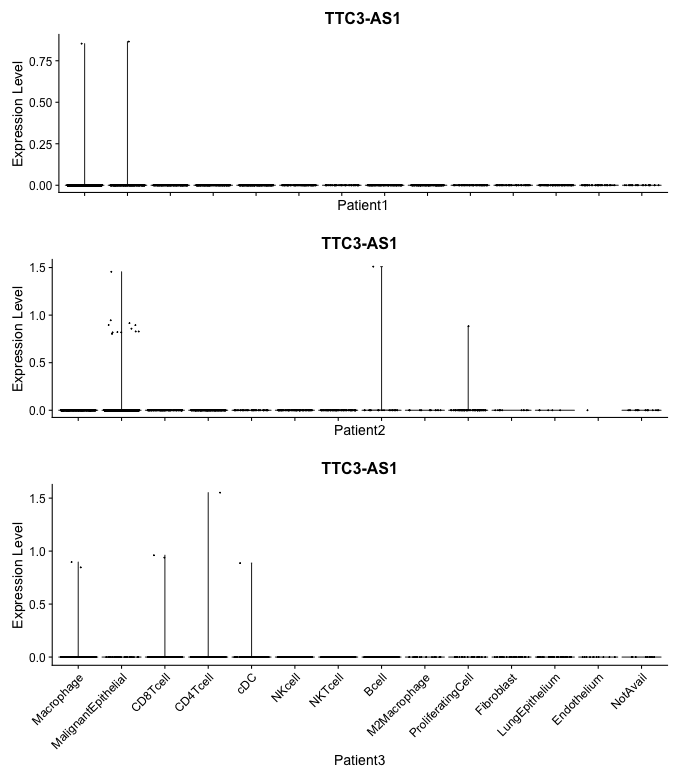 TTC3-AS1
Expression Level
0.75
0.50
0.25
0.00
Patient1
TTC3-AS1
Expression Level
1.5
1.0
0.5
0.0
Patient2
TTC3-AS1
Expression Level
1.5
1.0
0.5
0.0
Macrophage
MalignantEpithelial
CD8Tcell
CD4Tcell
cDC
NKcell
NKTcell
Bcell
M2Macrophage
ProliferatingCell
Fibroblast
LungEpithelium
Endothelium
NotAvail
Patient3